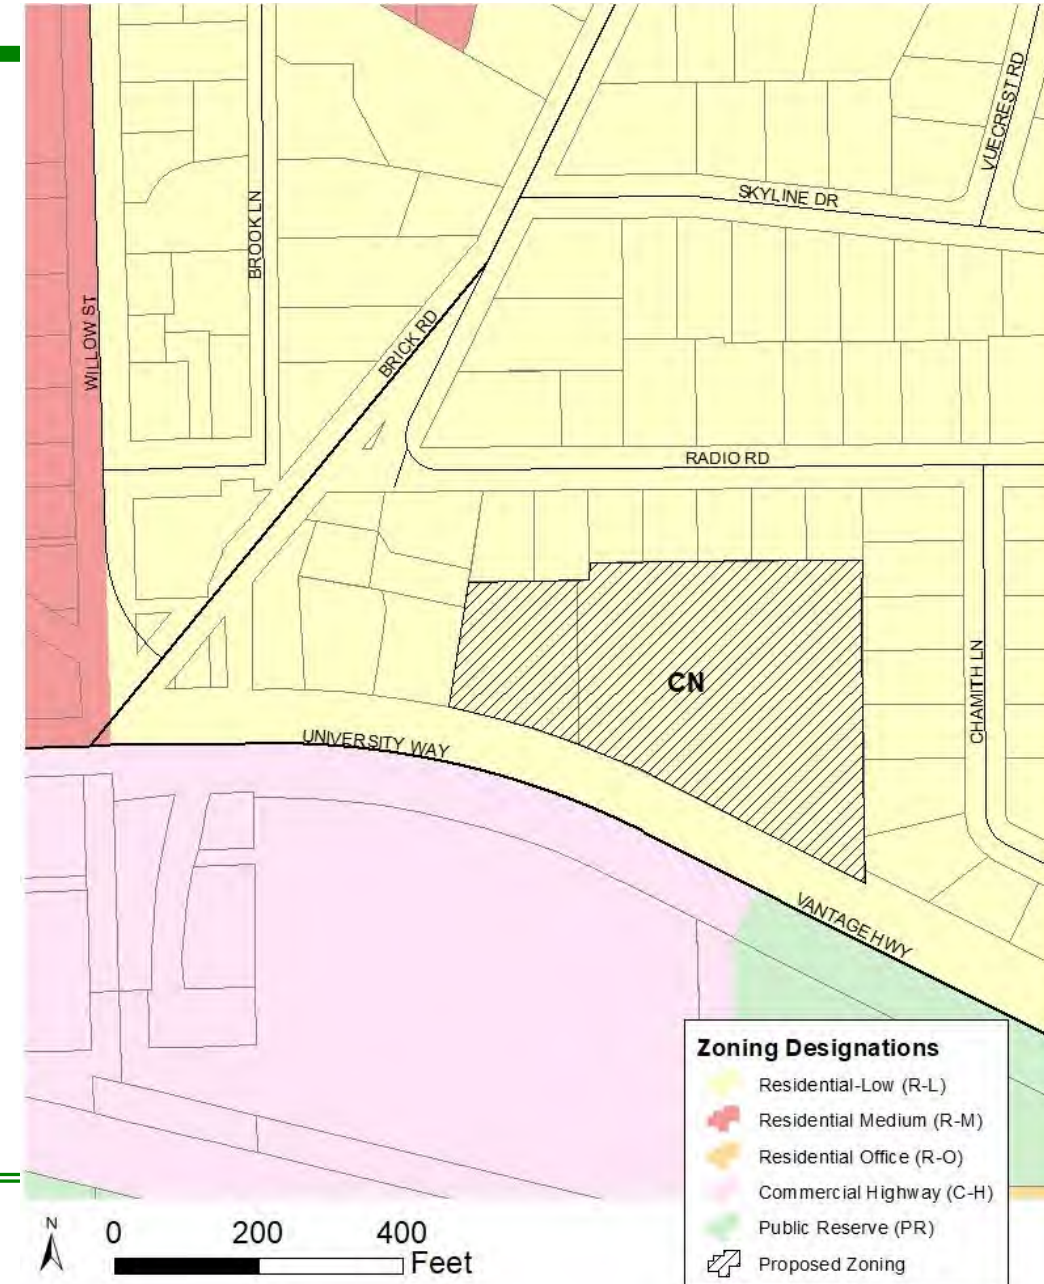 VUECREST RD
SKYLINE DR
BROOK LN
WILLOW ST
BRICK RD
RADIO RD
CHAMITH LN
CN
UNIVERSITY WAY
VANTAGE HWY
Zoning Designations
Residential-Low (R-L)
Residential Medium (R-M)
Residential Office (R-O)
Commercial Highway (C-H)
Public Reserve (PR)
Proposed Zoning
N
0 200 400
Feet